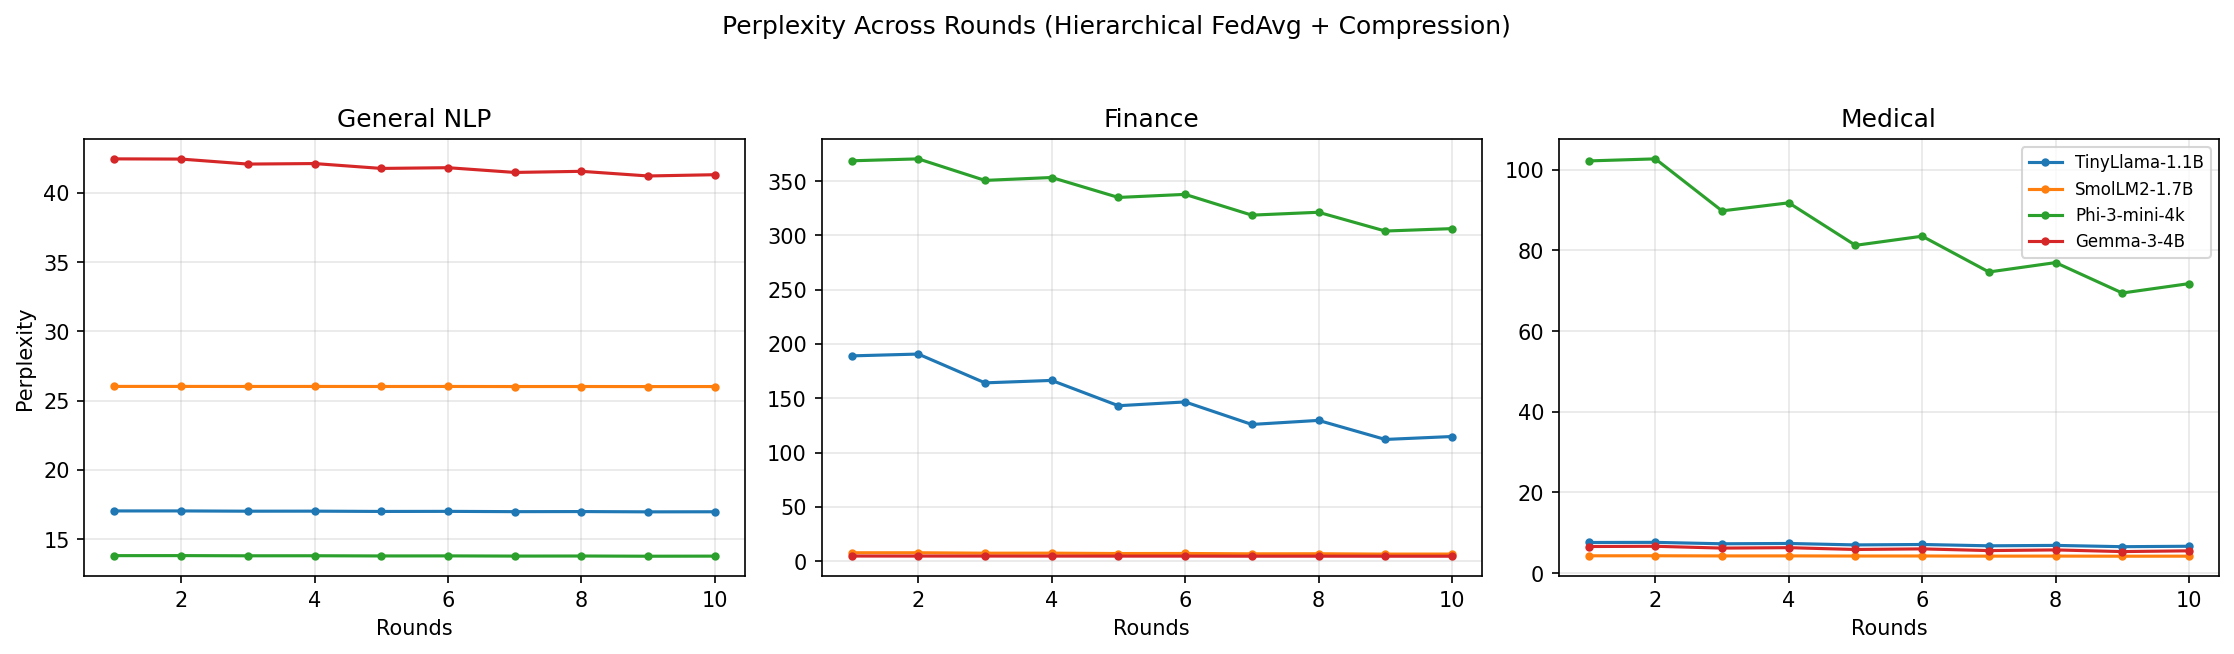 Perplexity Across Rounds (Hierarchical FedAvg + Compression)
General NLP
Perplexity
40
35
30
25
20
15
2 4 6 8 10
Rounds
Finance
350
300
250
200
150
100
50
0
2 4 6 8 10
Rounds
Medical
100
80
60
40
20
0
2 4 6 8 10
Rounds
TinyLlama-1.1B
SmolLM2-1.7B
Phi-3-mini-4k
Gemma-3-4B